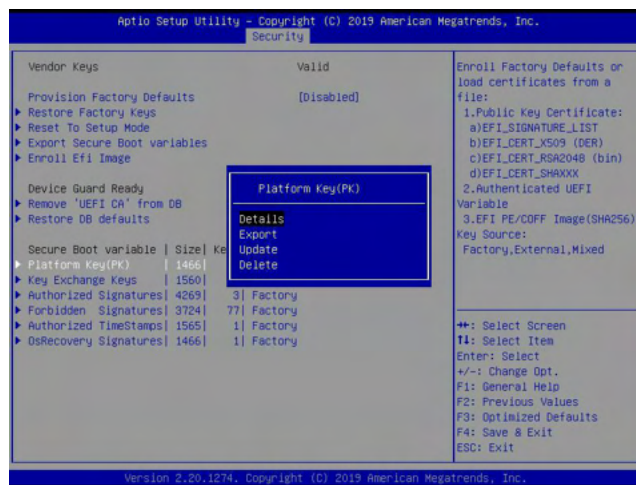 Aptio Setup Utility – Copyright (C) 2019 American Megatrends, Inc.
Security
Vendor Keys Valid
Provision Factory Defaults [Disabled]
Restore Factory Keys
Reset To Setup Mode
Export Secure Boot variables
Enroll Efi Image
Device Guard Ready
Remove 'UEFI CA' from DB
Restore DB defaults
Secure Boot variable | Size| Ke
Platform Key(PK) | 1466|
Key Exchange Keys | 1560|
Authorized Signatures| 4269| 3| Factory
Forbidden Signatures| 3724| 77| Factory
Authorized TimeStamps| 1565| 1| Factory
OsRecovery Signatures| 1466| 1| Factory
Platform Key(PK)
Details
Export
Update
Delete
Enroll Factory Defaults or
load certificates from a
file:
1.Public Key Certificate:
a)EFI_SIGNATURE_LIST
b)EFI_CERT_X509 (DER)
c)EFI_CERT_RSA2048 (bin)
d)EFI_CERT_SHAXXX
2.Authenticated UEFI
Variable
3.EFI PE/COFF Image(SHA256)
Key Source:
Factory,External,Mixed
→←: Select Screen
↑↓: Select Item
Enter: Select
+/-: Change Opt.
F1: General Help
F2: Previous Values
F3: Optimized Defaults
F4: Save & Exit
ESC: Exit
Version 2.20.1274. Copyright (C) 2019 American Megatrends, Inc.